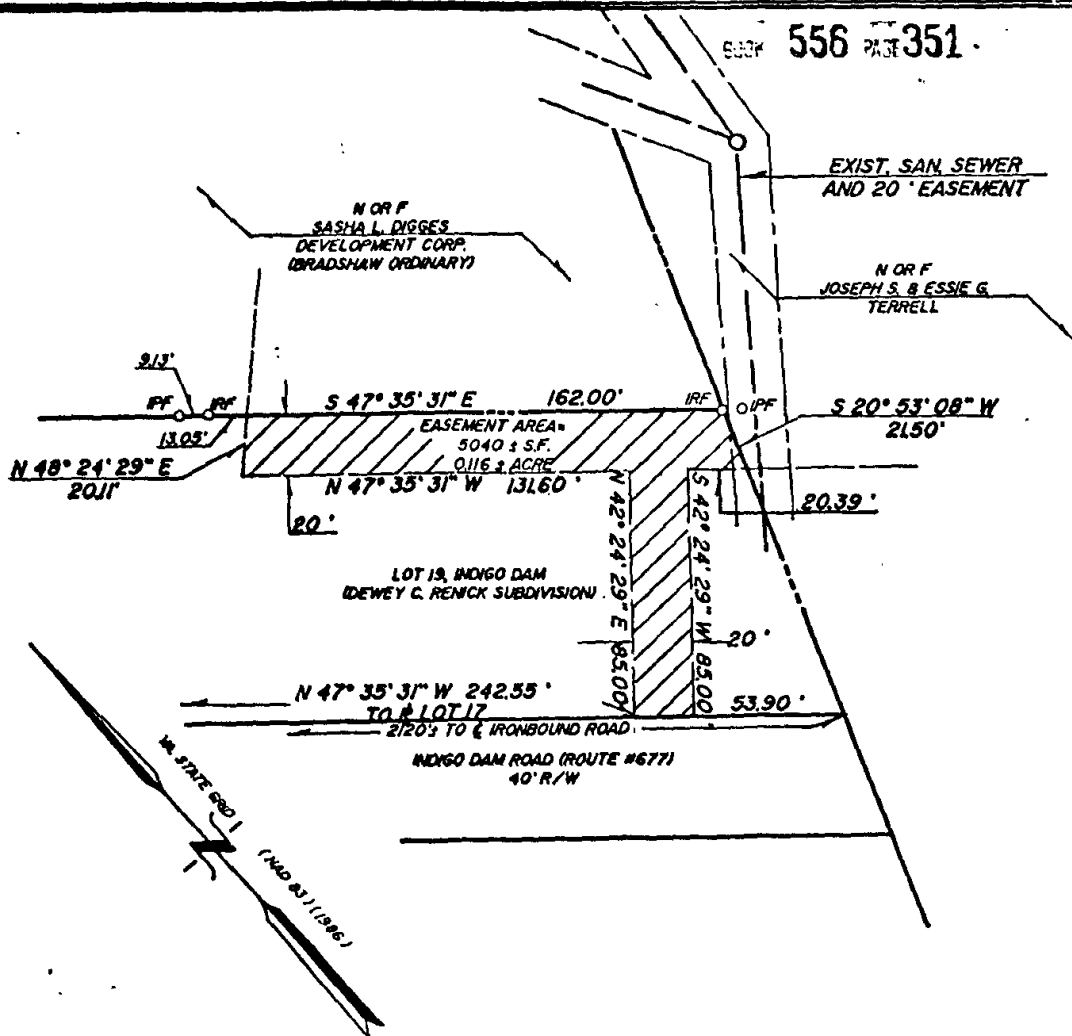 BOOK 556 PAGE 351
EXIST. SAN. SEWER
AND 20' EASEMENT
N OR F
SASHA L. DIGGES
DEVELOPMENT CORP.
(BRADSHAW ORDINARY)
N OR F
JOSEPH S. & ESSIE G.
TERRELL
9.13'
IPF
IRF
S 47° 35' 31" E 162.00'
IRF
IPF
S 20° 53' 08" W
21.50'
13.05'
EASEMENT AREA=
5040 ± S.F.
0.116 ± ACRE
N 48° 24' 29" E
20.11'
N 47° 35' 31" W 131.60'
20'
20.39'
N 42° 24' 29" E 85.00'
S 42° 24' 29" W 85.00'
LOT 19, INDIGO DAM
(DEWEY C. RENICK SUBDIVISION)
20'
N 47° 35' 31" W 242.55'
TO ⅊ LOT 17
53.90'
2120'± TO ℄ IRONBOUND ROAD
INDIGO DAM ROAD (ROUTE #677)
40' R/W
VA. STATE GRID
(NAD 83) (1986)